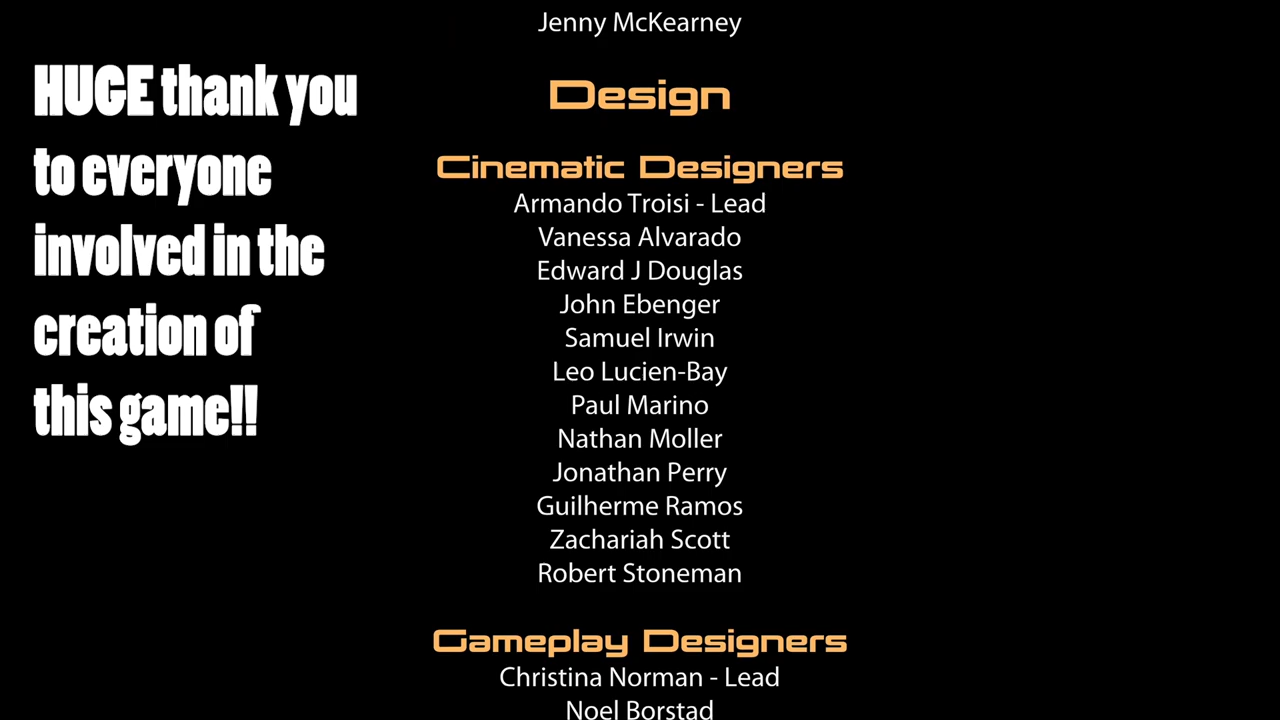 HUGE thank you
to everyone
involved in the
creation of
this game!!
Jenny McKearney
Design
Cinematic Designers
Armando Troisi - Lead
Vanessa Alvarado
Edward J Douglas
John Ebenger
Samuel Irwin
Leo Lucien-Bay
Paul Marino
Nathan Moller
Jonathan Perry
Guilherme Ramos
Zachariah Scott
Robert Stoneman
Gameplay Designers
Christina Norman - Lead
Noel Borstad